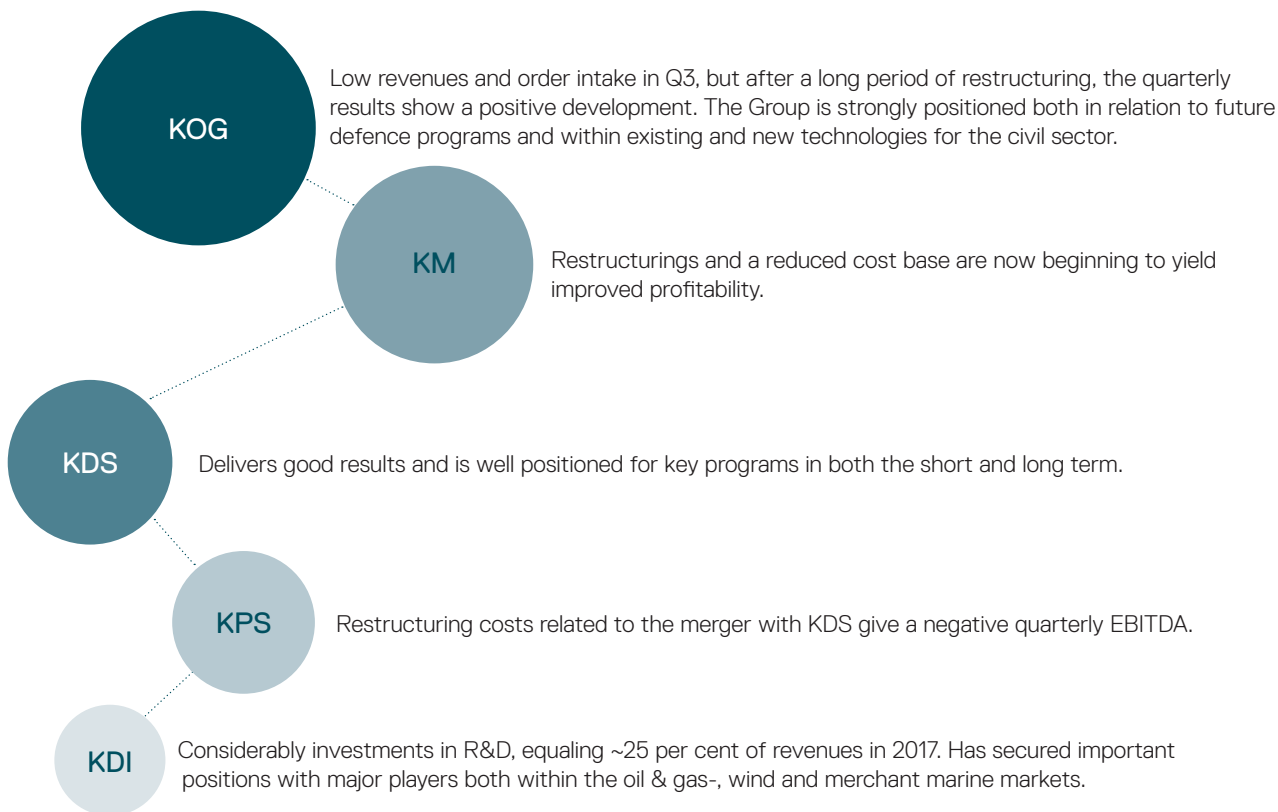 KOG
Low revenues and order intake in Q3, but after a long period of restructuring, the quarterly
results show a positive development. The Group is strongly positioned both in relation to future
defence programs and within existing and new technologies for the civil sector.
KM
Restructurings and a reduced cost base are now beginning to yield
improved profitability.
KDS
Delivers good results and is well positioned for key programs in both the short and long term.
KPS
Restructuring costs related to the merger with KDS give a negative quarterly EBITDA.
KDI
Considerably investments in R&D, equaling ~25 per cent of revenues in 2017. Has secured important
positions with major players both within the oil & gas-, wind and merchant marine markets.